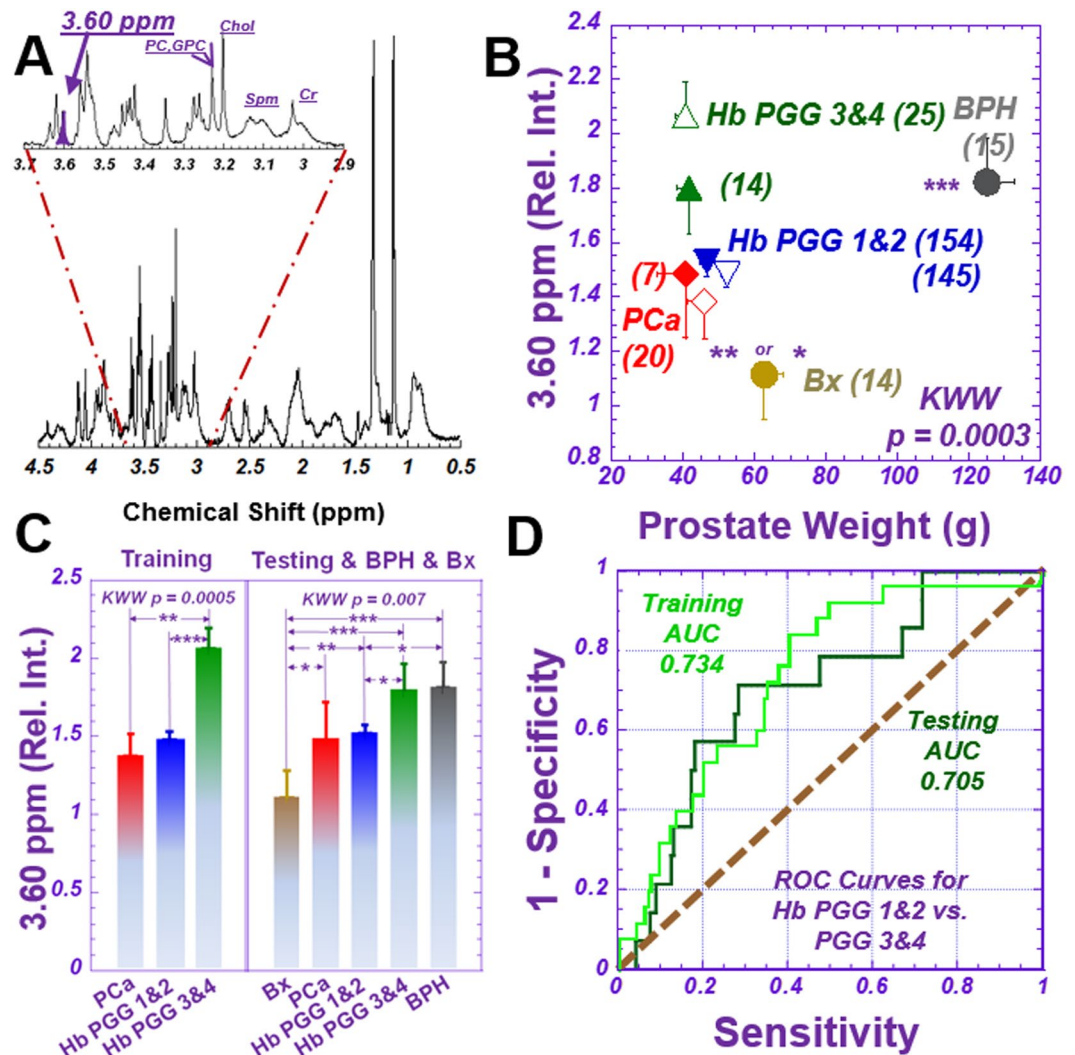 A
3.60 ppm
Chol
PC,GPC
Spm
Cr
3.7 3.6 3.5 3.4 3.3 3.2 3.1 3 2.9
4.5 4 3.5 3 2.5 2 1.5 1 0.5
Chemical Shift (ppm)
B
3.60 ppm (Rel. Int.)
2.4
2.2
2
1.8
1.6
1.4
1.2
1
0.8
Hb PGG 3&4 (25)
BPH
(15)
***
(14)
Hb PGG 1&2 (154)
(145)
(7)
PCa
(20)
** or *
Bx (14)
KWW
p = 0.0003
20 40 60 80 100 120 140
Prostate Weight (g)
C
Training
Testing & BPH & Bx
3.60 ppm (Rel. Int.)
2.5
2
1.5
1
0.5
0
KWW p = 0.0005
**
***
KWW p = 0.007
***
***
**
*
*
*
PCa
Hb PGG 1&2
Hb PGG 3&4
Bx
PCa
Hb PGG 1&2
Hb PGG 3&4
BPH
D
1 - Specificity
1
0.8
0.6
0.4
0.2
0
Training
AUC
0.734
Testing
AUC
0.705
ROC Curves for
Hb PGG 1&2 vs.
PGG 3&4
0 0.2 0.4 0.6 0.8 1
Sensitivity